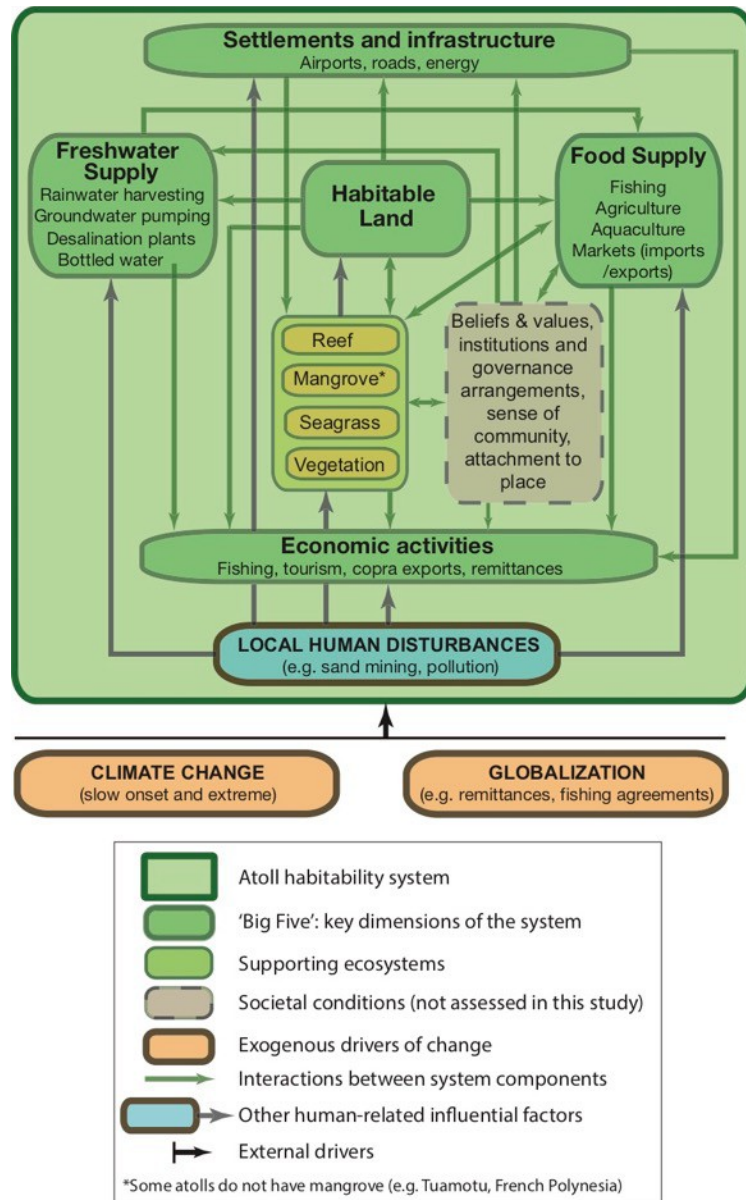 Settlements and infrastructure
Airports, roads, energy
Freshwater
Supply
Rainwater harvesting
Groundwater pumping
Desalination plants
Bottled water
Habitable
Land
Food Supply
Fishing
Agriculture
Aquaculture
Markets (imports
/exports)
Reef
Mangrove*
Seagrass
Vegetation
Beliefs & values,
institutions and
governance
arrangements,
sense of
community,
attachment to
place
Economic activities
Fishing, tourism, copra exports, remittances
LOCAL HUMAN DISTURBANCES
(e.g. sand mining, pollution)
CLIMATE CHANGE
(slow onset and extreme)
GLOBALIZATION
(e.g. remittances, fishing agreements)
Atoll habitability system
‘Big Five’: key dimensions of the system
Supporting ecosystems
Societal conditions (not assessed in this study)
Exogenous drivers of change
Interactions between system components
Other human-related influential factors
External drivers
*Some atolls do not have mangrove (e.g. Tuamotu, French Polynesia)